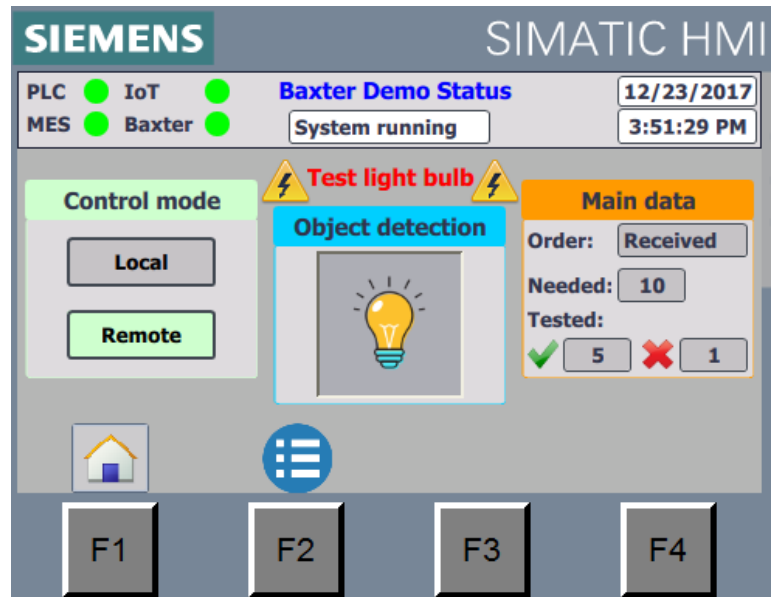 SIEMENS SIMATIC HMI
PLC IoT Baxter Demo Status 12/23/2017
MES Baxter System running 3:51:29 PM
Test light bulb
Control mode
Local
Remote
Object detection
Main data
Order: Received
Needed: 10
Tested:
5 1
F1 F2 F3 F4